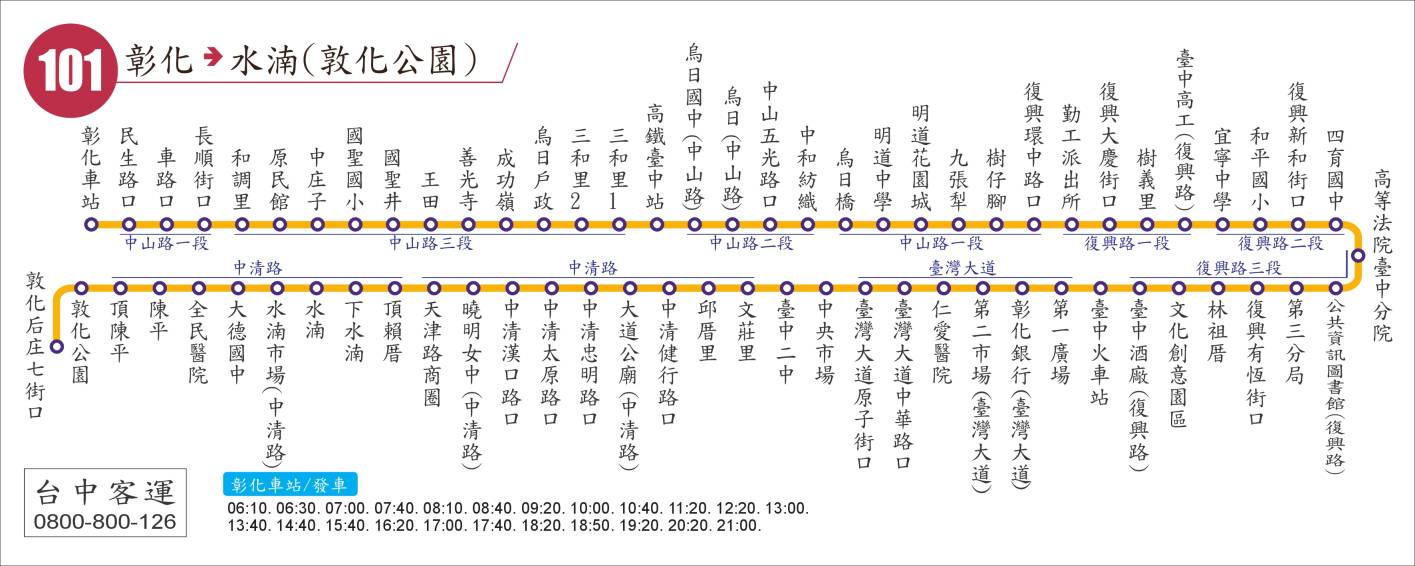 101
彰化➔水湳(敦化公園)
彰化車站
民生路口
車路口
長順街口
和調里
原民館
中庄子
國聖國小
國聖井
王田
善光寺
成功嶺
烏日戶政
三和里2
三和里1
高鐵臺中站
烏日國中(中山路)
烏日(中山路)
中山五光路口
中和紡織
烏日橋
明道中學
明道花園城
九張犁
樹仔腳
復興環中路口
勤工派出所
復興大慶街口
樹義里
臺中高工(復興路)
宜寧中學
和平國小
復興新和街口
四育國中
高等法院臺中分院
中山路一段
中山路三段
中山路二段
中山路一段
復興路一段
復興路二段
中清路
中清路
臺灣大道
復興路三段
敦化后庄七街口
敦化公園
頂陳平
陳平
全民醫院
大德國中
水湳市場(中清路)
水湳
下水湳
頂賴厝
天津路商圈
曉明女中(中清路)
中清漢口路口
中清太原路口
中清忠明路口
大道公廟(中清路)
中清健行路口
邱厝里
文莊里
臺中二中
中央市場
臺灣大道原子街口
臺灣大道中華路口
仁愛醫院
第二市場(臺灣大道)
彰化銀行(臺灣大道)
第一廣場
臺中火車站
臺中酒廠(復興路)
文化創意園區
林祖厝
復興有恆街口
第三分局
公共資訊圖書館(復興路)
台中客運
0800-800-126
彰化車站/發車
06:10. 06:30. 07:00. 07:40. 08:10. 08:40. 09:20. 10:00. 10:40. 11:20. 12:20. 13:00.
13:40. 14:40. 15:40. 16:20. 17:00. 17:40. 18:20. 18:50. 19:20. 20:20. 21:00.